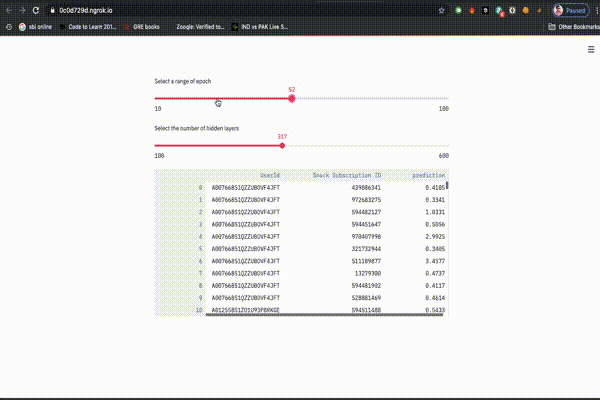 0c0d729d.ngrok.io
Paused
sbi online
Code to Learn 201...
GRE books
Zooqle: Verified to...
IND vs PAK Live S...
Other Bookmarks
Select a range of epoch
52
10 100
Select the number of hidden layers
317
100 600
UserId Snack Subscription ID prediction
0 A00766851QZZUBOVF4JFT 439886341 0.4185
1 A00766851QZZUBOVF4JFT 972683275 0.3341
2 A00766851QZZUBOVF4JFT 594482127 1.0331
3 A00766851QZZUBOVF4JFT 594451647 0.5056
4 A00766851QZZUBOVF4JFT 970407998 2.9925
5 A00766851QZZUBOVF4JFT 321732944 0.3405
6 A00766851QZZUBOVF4JFT 511189877 3.4577
7 A00766851QZZUBOVF4JFT 13279300 0.4737
8 A00766851QZZUBOVF4JFT 594481902 0.4117
9 A00766851QZZUBOVF4JFT 528881469 0.4614
10 A01255851ZO1U93P8RKGE 594511488 0.5433